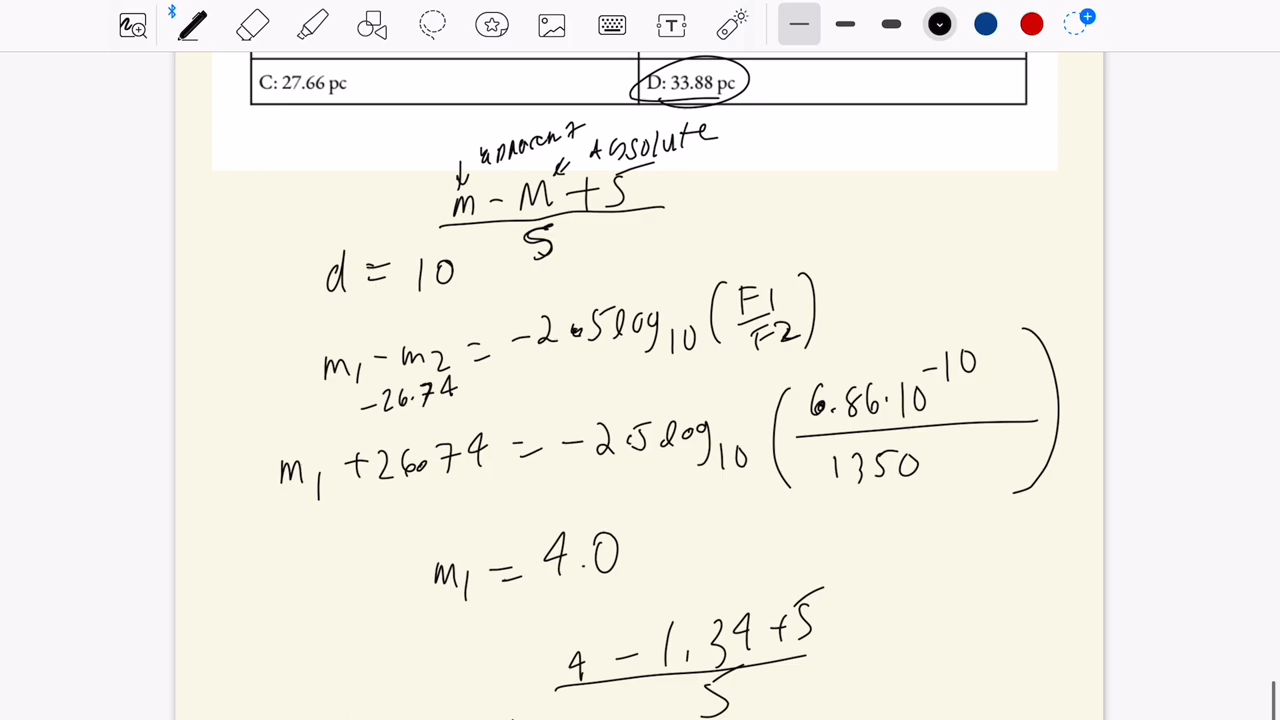 C: 27.66 pc
D: 33.88 pc
apparent absolute
m - M + 5
5
d = 10
m₁ - m₂ = -2.5log₁₀ (F1/F2)
-26.74
m₁ + 26.74 = -2.5log₁₀ (6.86·10⁻¹⁰/1350)
m₁ = 4.0
4 - 1.34 + 5
5